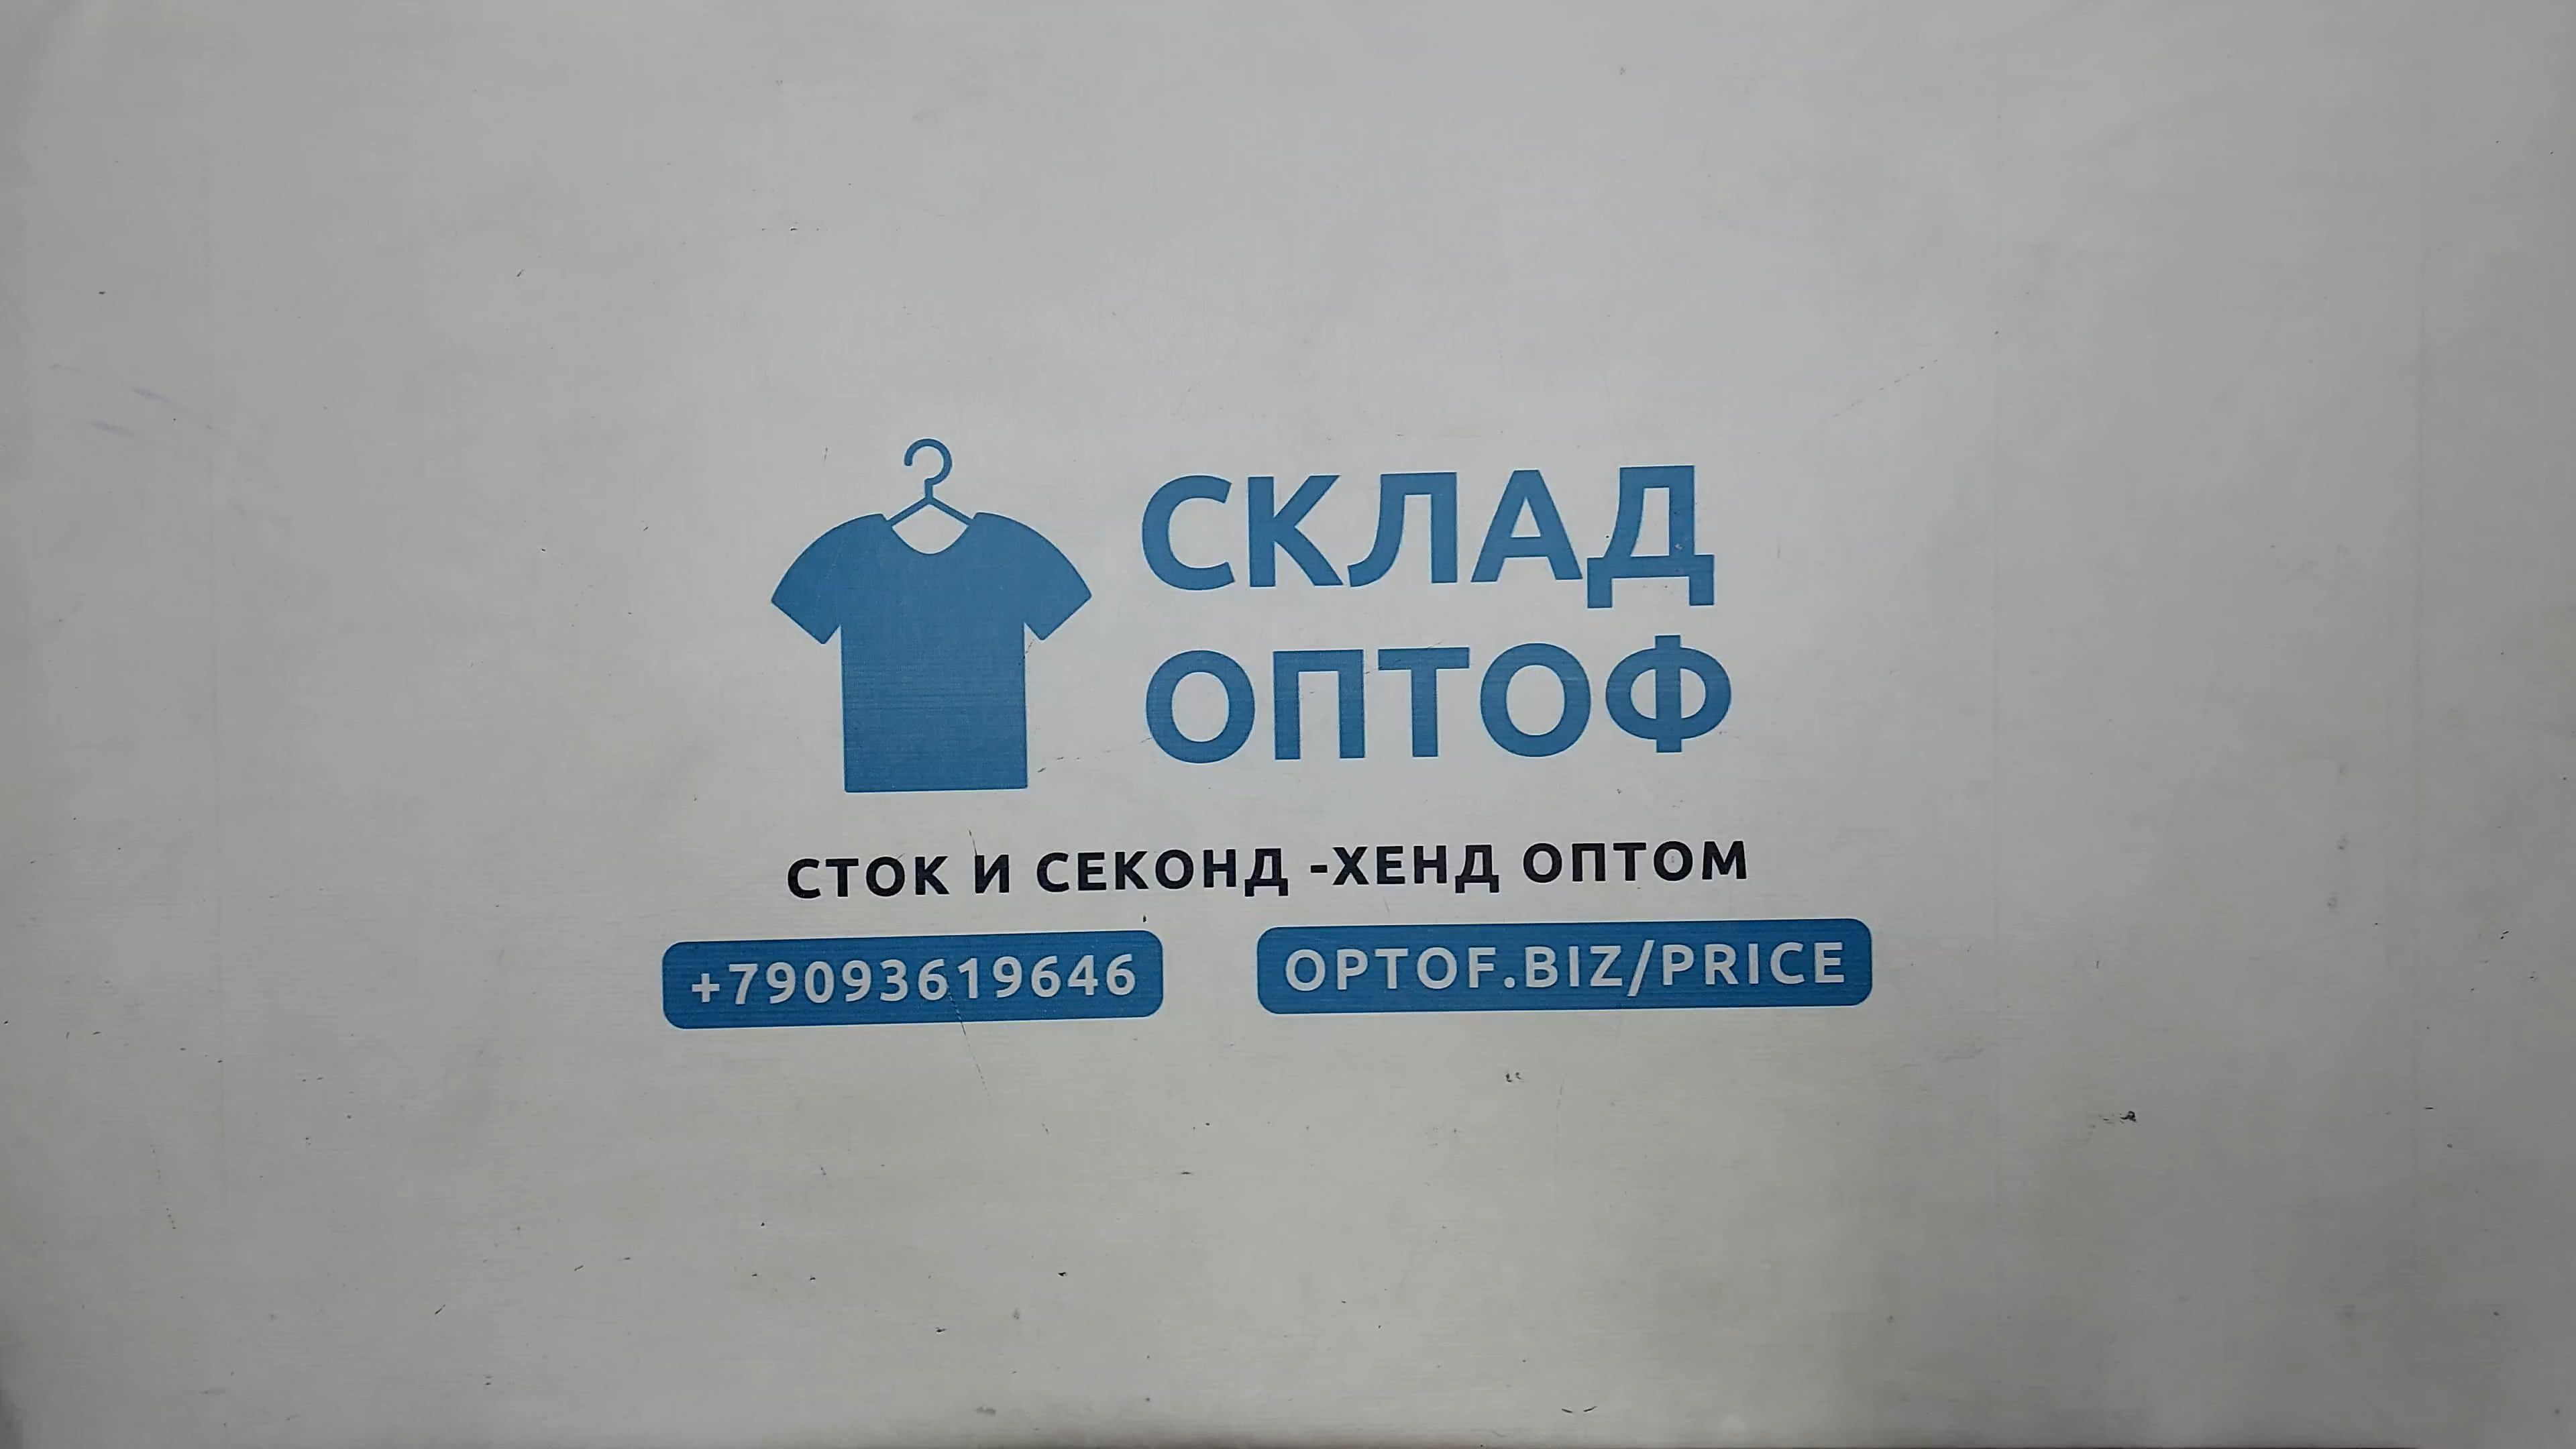 СКЛАД
ОПТОФ
СТОК И СЕКОНД -ХЕНД ОПТОМ
+79093619646
OPTOF.BIZ/PRICE